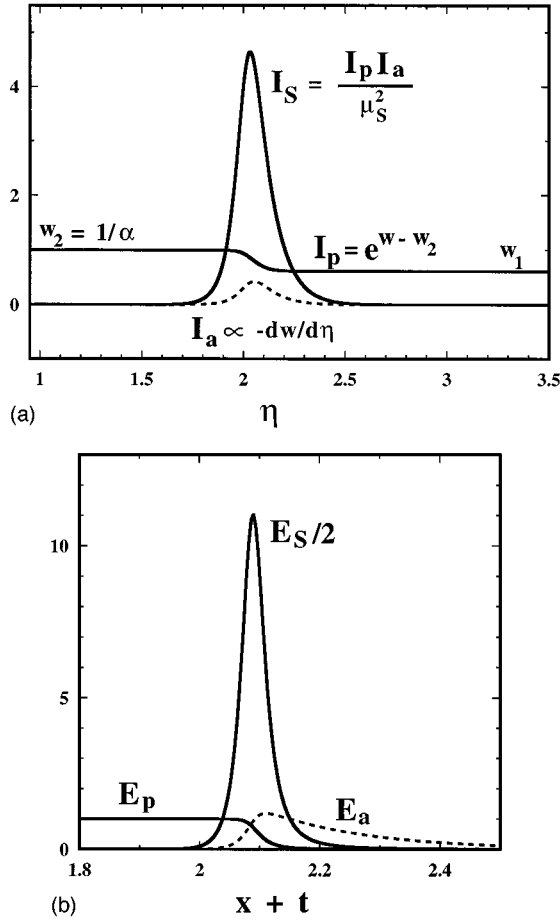 4
2
0
I_S = I_p I_a / μ_S^2
w_2 = 1/α
I_p = e^{w - w_2}
w_1
I_a ∝ -dw/dη
1 1.5 2 2.5 3 3.5
(a)
η
10
5
0
E_S/2
E_p
E_a
1.8 2 2.2 2.4
(b)
x + t